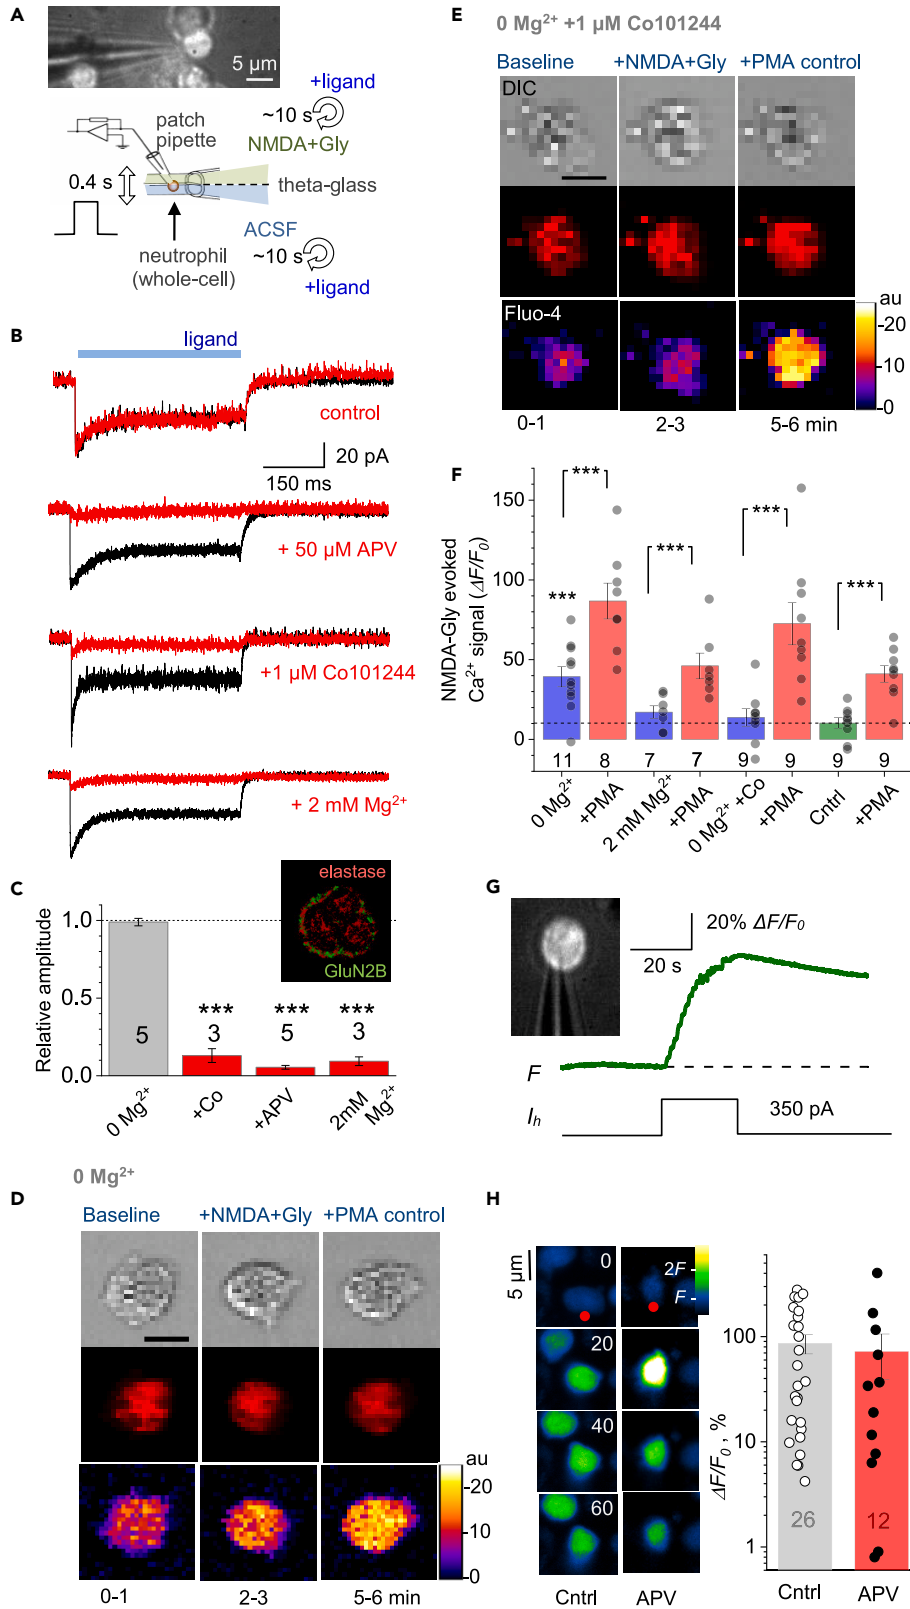 A
5 μm
+ligand
~10 s
patch
pipette
NMDA+Gly
0.4 s
theta-glass
ACSF
neutrophil
(whole-cell)
~10 s
+ligand
B
ligand
control
20 pA
150 ms
+ 50 μM APV
+1 μM Co101244
+ 2 mM Mg²⁺
C
elastase
GluN2B
Relative amplitude
1.0
0.5
0.0
5
***
3
***
5
***
3
0 Mg²⁺
+Co
+APV
2mM Mg²⁺
D
0 Mg²⁺
Baseline
+NMDA+Gly
+PMA control
au
20
10
0
0-1
2-3
5-6 min
E
0 Mg²⁺ +1 μM Co101244
Baseline
+NMDA+Gly
+PMA control
DIC
Fluo-4
au
20
10
0
0-1
2-3
5-6 min
F
NMDA-Gly evoked
Ca²⁺ signal (ΔF/F₀)
150
100
50
0
***
***
***
***
***
11
8
7
7
9
9
9
9
0 Mg²⁺
+PMA
2 mM Mg²⁺
+PMA
0 Mg²⁺ +Co
+PMA
Cntrl
+PMA
G
20% ΔF/F₀
20 s
F
Iₕ
350 pA
H
5 μm
0
2F
F
20
40
60
Cntrl
APV
ΔF/F₀, %
100
10
1
26
12
Cntrl
APV